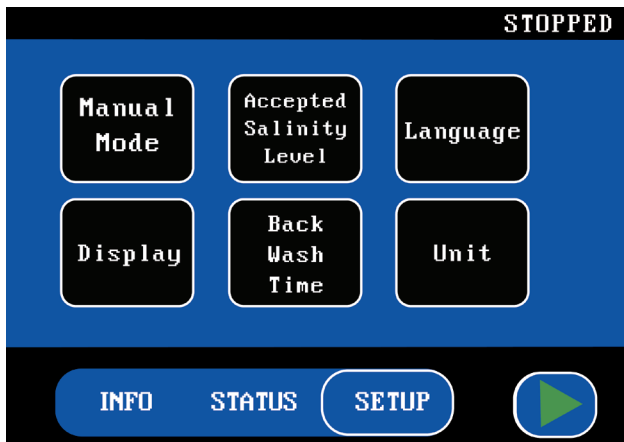 STOPPED
Manual
Mode
Accepted
Salinity
Level
Language
Display
Back
Wash
Time
Unit
INFO
STATUS
SETUP